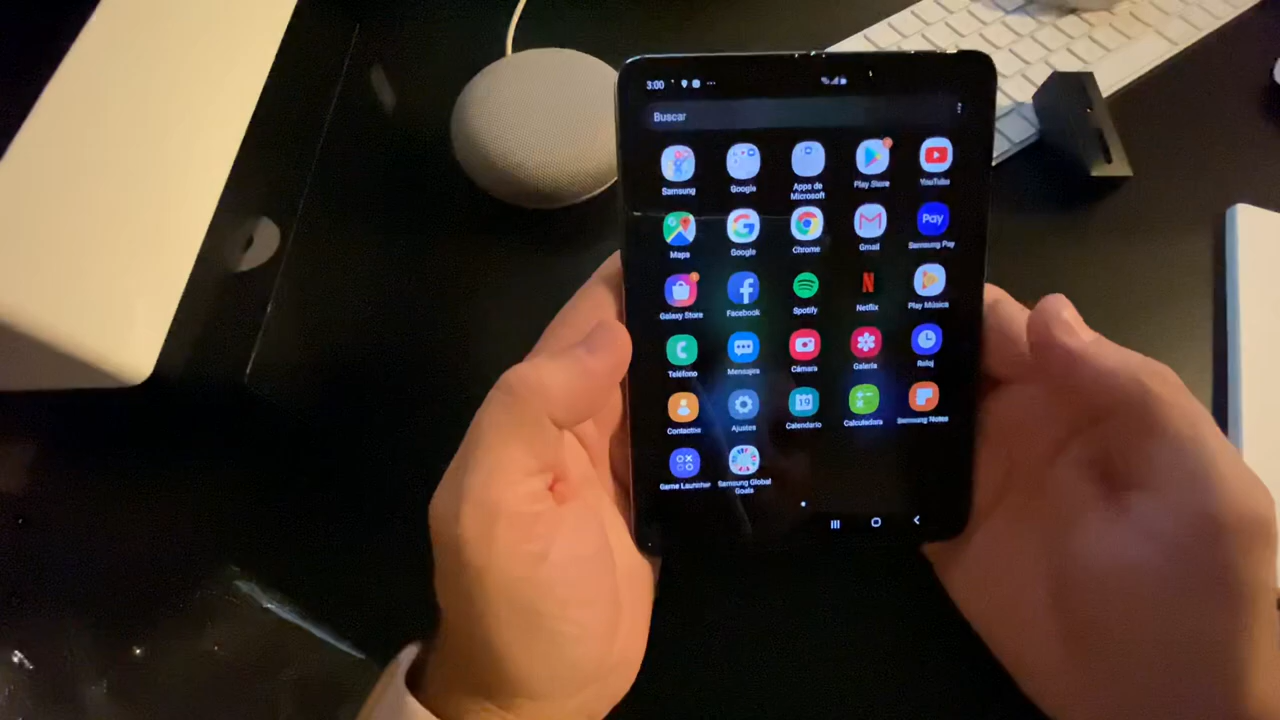 3:00
Buscar
Samsung
Google
Apps de
Microsoft
Play Store
YouTube
Maps
Google
Chrome
Gmail
Pay
Samsung Pay
Galaxy Store
Facebook
Spotify
N
Netflix
Play Música
Teléfono
Mensajes
Cámara
Galería
Reloj
Contactos
Ajustes
19
Calendario
Calculadora
Samsung Notes
Game Launcher
Samsung Global
Goals